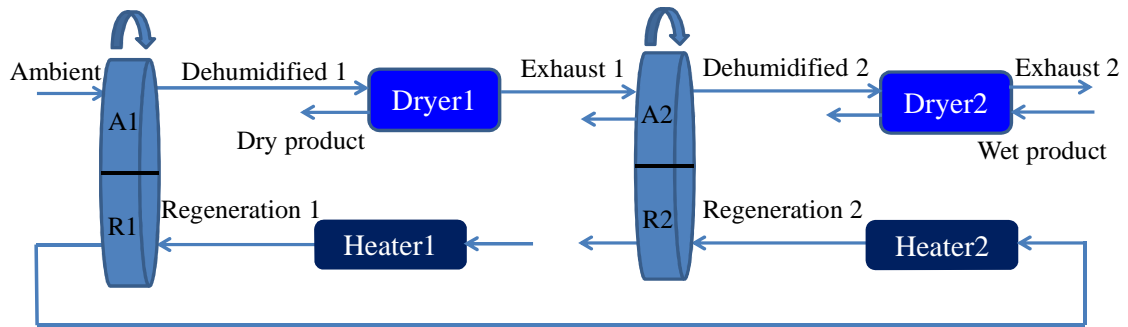 Ambient
Dehumidified 1
Exhaust 1
Dehumidified 2
Exhaust 2
A1
Dryer1
Dry product
A2
Dryer2
Wet product
R1
Regeneration 1
Heater1
R2
Regeneration 2
Heater2